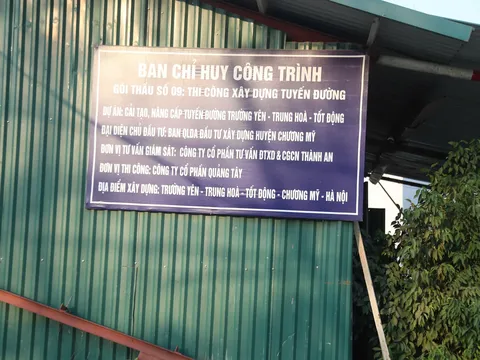 BAN CHỈ HUY CÔNG TRÌNH
GÓI THẦU SỐ 09: THI CÔNG XÂY DỰNG TUYẾN ĐƯỜNG
DỰ ÁN: CẢI TẠO, NÂNG CẤP TUYẾN ĐƯỜNG TRƯỜNG YÊN - TRUNG HOÀ - TỐT ĐỘNG
ĐẠI DIỆN CHỦ ĐẦU TƯ: BAN QLDA ĐẦU TƯ XÂY DỰNG HUYỆN CHƯƠNG MỸ
ĐƠN VỊ TƯ VẤN GIÁM SÁT: CÔNG TY CỔ PHẦN TƯ VẤN ĐTXD & CGCN THÀNH AN
ĐƠN VỊ THI CÔNG: CÔNG TY CỔ PHẦN QUẢNG TÂY
ĐỊA ĐIỂM XÂY DỰNG: TRƯỜNG YÊN - TRUNG HOÀ - TỐT ĐỘNG - CHƯƠNG MỸ - HÀ NỘI